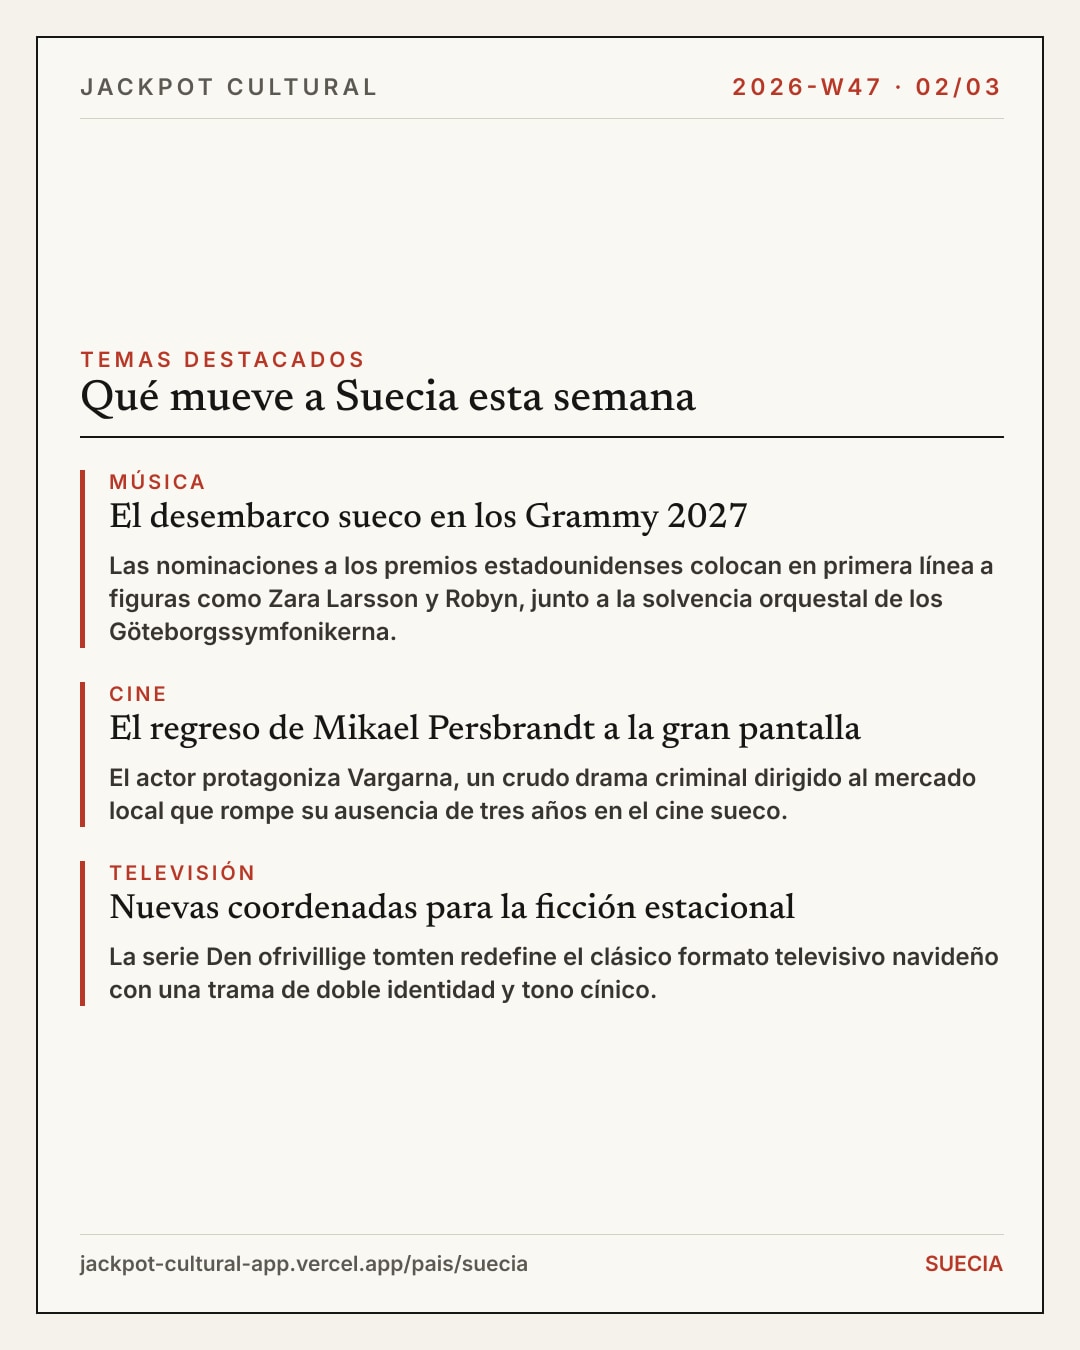 JACKPOT CULTURAL
2026-W47 · 02/03
TEMAS DESTACADOS
Qué mueve a Suecia esta semana
MÚSICA
El desembarco sueco en los Grammy 2027
Las nominaciones a los premios estadounidenses colocan en primera línea a
figuras como Zara Larsson y Robyn, junto a la solvencia orquestal de los
Göteborgssymfonikerna.
CINE
El regreso de Mikael Persbrandt a la gran pantalla
El actor protagoniza Vargarna, un crudo drama criminal dirigido al mercado
local que rompe su ausencia de tres años en el cine sueco.
TELEVISIÓN
Nuevas coordenadas para la ficción estacional
La serie Den ofrivillige tomten redefine el clásico formato televisivo navideño
con una trama de doble identidad y tono cínico.
jackpot-cultural-app.vercel.app/pais/suecia
SUECIA